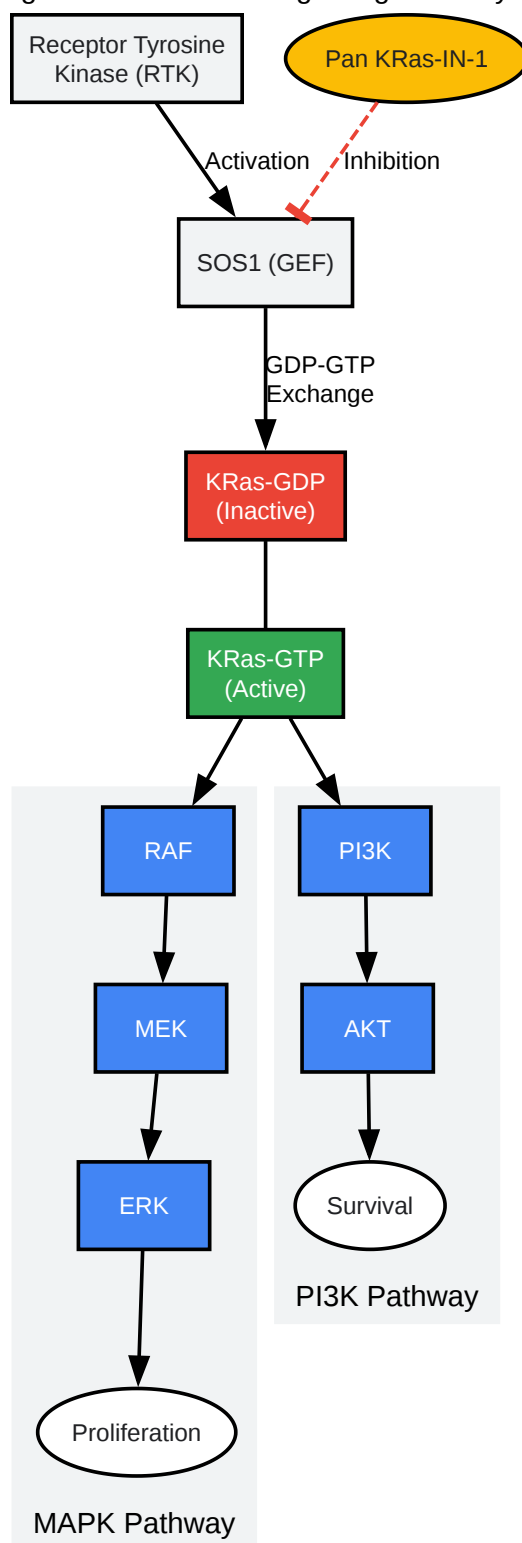 Receptor Tyrosine
Kinase (RTK)
Pan KRas-IN-1
Activation
Inhibition
SOS1 (GEF)
GDP-GTP
Exchange
KRas-GDP
(Inactive)
KRas-GTP
(Active)
RAF
PI3K
MEK
AKT
ERK
Survival
PI3K Pathway
Proliferation
MAPK Pathway